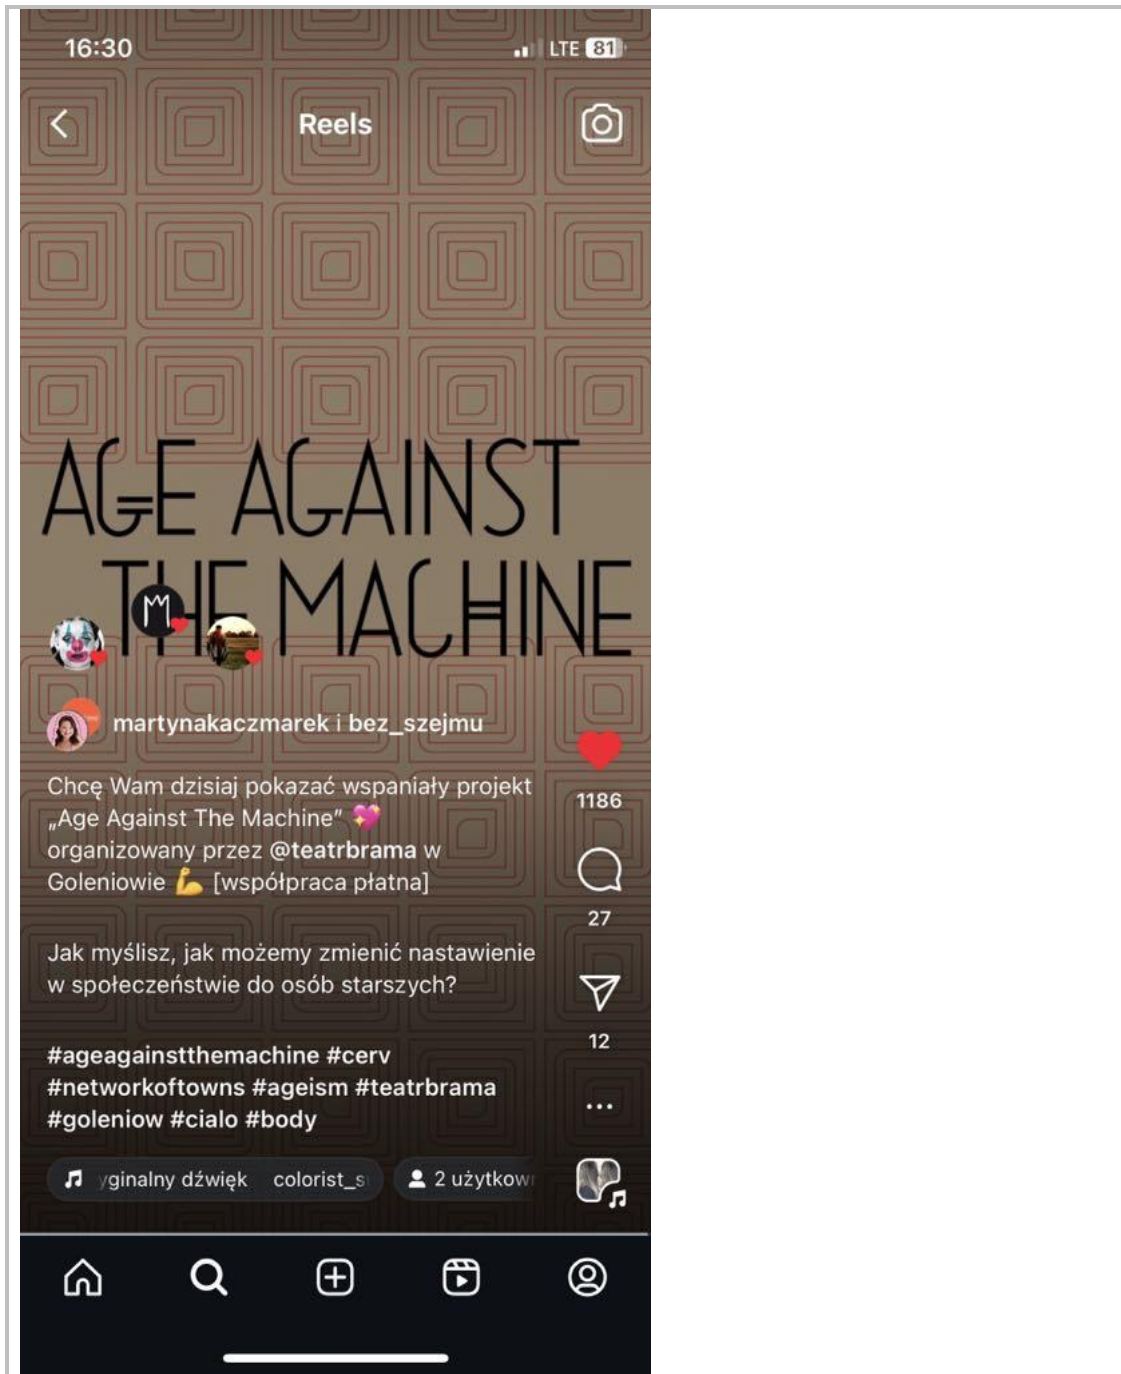 16:30 LTE 81
Reels
AGE AGAINST
THE MACHINE
martynakaczmarek i bez_szejmu
Chcę Wam dzisiaj pokazać wspaniały projekt
„Age Against The Machine” 💖
organizowany przez @teatrbrama w
Goleniowie 💪 [współpraca płatna]
Jak myślisz, jak możemy zmienić nastawienie
w społeczeństwie do osób starszych?
#ageagainstthemachine #cerv
#networkoftowns #ageism #teatrbrama
#goleniow #cialo #body
1186
27
12
yginalny dźwięk colorist_s
2 użytkow